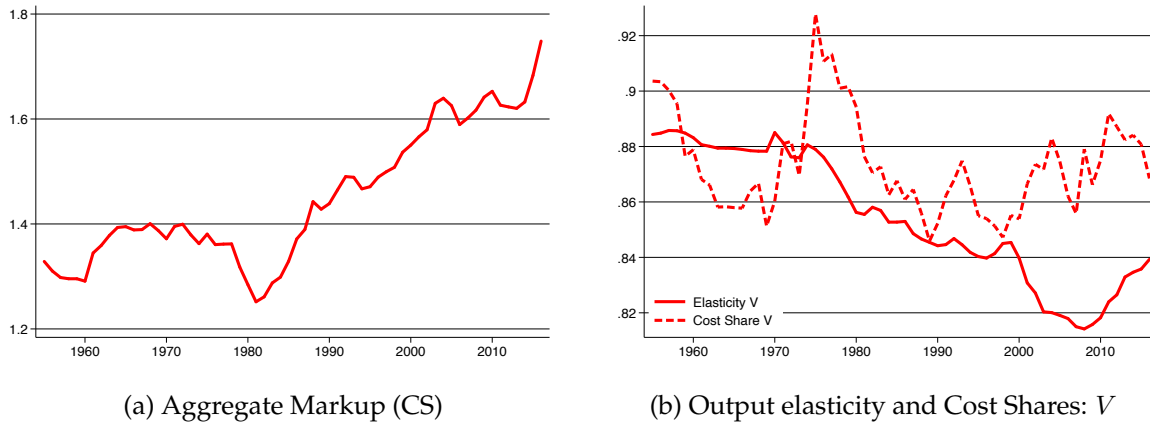 1.8
1.6
1.4
1.2
1960 1970 1980 1990 2000 2010
(a) Aggregate Markup (CS)
.92
.9
.88
.86
.84
.82
Elasticity V
Cost Share V
1960 1970 1980 1990 2000 2010
(b) Output elasticity and Cost Shares: V